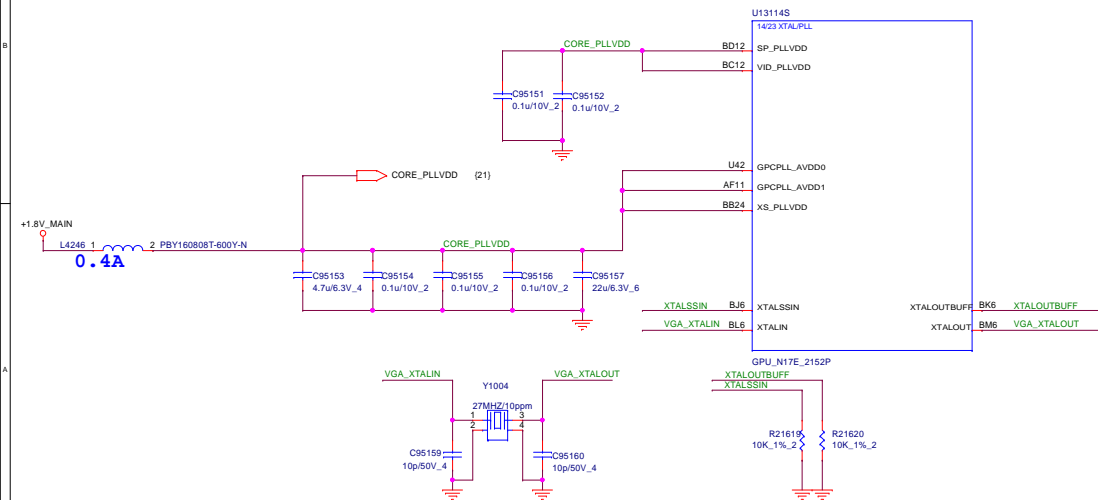 U13114S
14/23 XTAL/PLL
B
CORE_PLLVDD
BD12 SP_PLLVDD
BC12 VID_PLLVDD
C95151
0.1u/10V_2
C95152
0.1u/10V_2
U42 GPCPLL_AVDD0
CORE_PLLVDD {21}
AF11 GPCPLL_AVDD1
BB24 XS_PLLVDD
+1.8V_MAIN
L4246 1 2 PBY160808T-600Y-N
CORE_PLLVDD
0.4A
C95153
4.7u/6.3V_4
C95154
0.1u/10V_2
C95155
0.1u/10V_2
C95156
0.1u/10V_2
C95157
22u/6.3V_6
XTALSSIN BJ6 XTALSSIN
XTALOUTBUFF BK6 XTALOUTBUFF
VGA_XTALIN BL6 XTALIN
XTALOUT BM6 VGA_XTALOUT
GPU_N17E_2152P
A
VGA_XTALIN
VGA_XTALOUT
XTALOUTBUFF
XTALSSIN
Y1004
27MHZ/10ppm
1 3
2 4
R21619
10K_1%_2
R21620
10K_1%_2
C95159
10p/50V_4
C95160
10p/50V_4